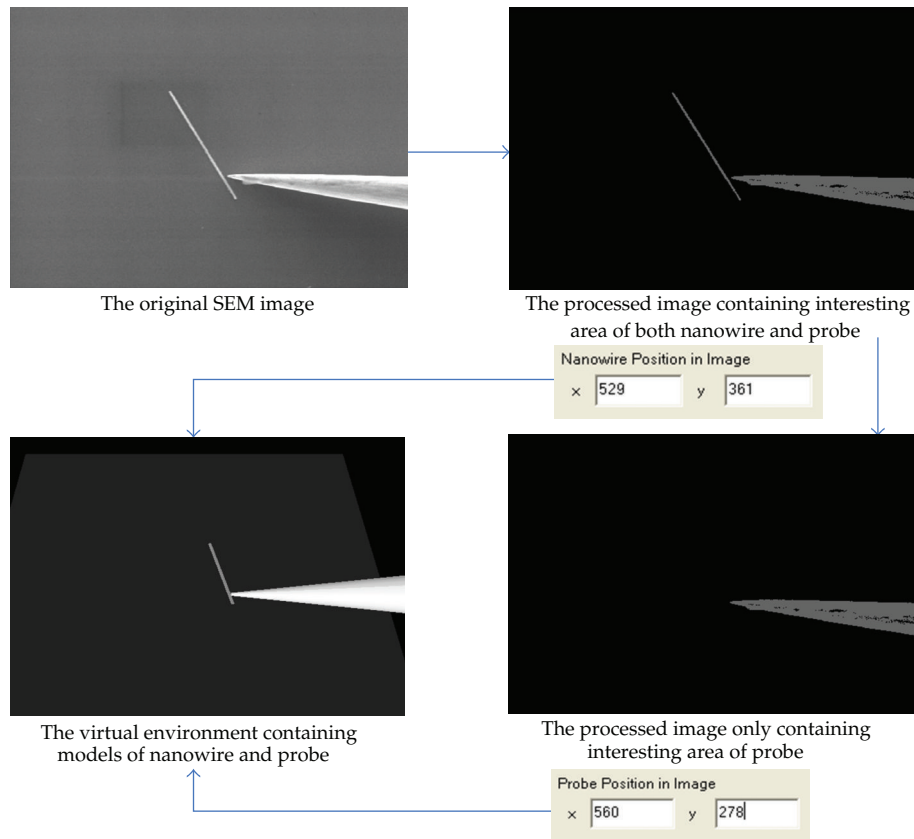 The original SEM image
The processed image containing interesting
area of both nanowire and probe
Nanowire Position in Image
x 529 y 361
The virtual environment containing
models of nanowire and probe
The processed image only containing
interesting area of probe
Probe Position in Image
x 560 y 278